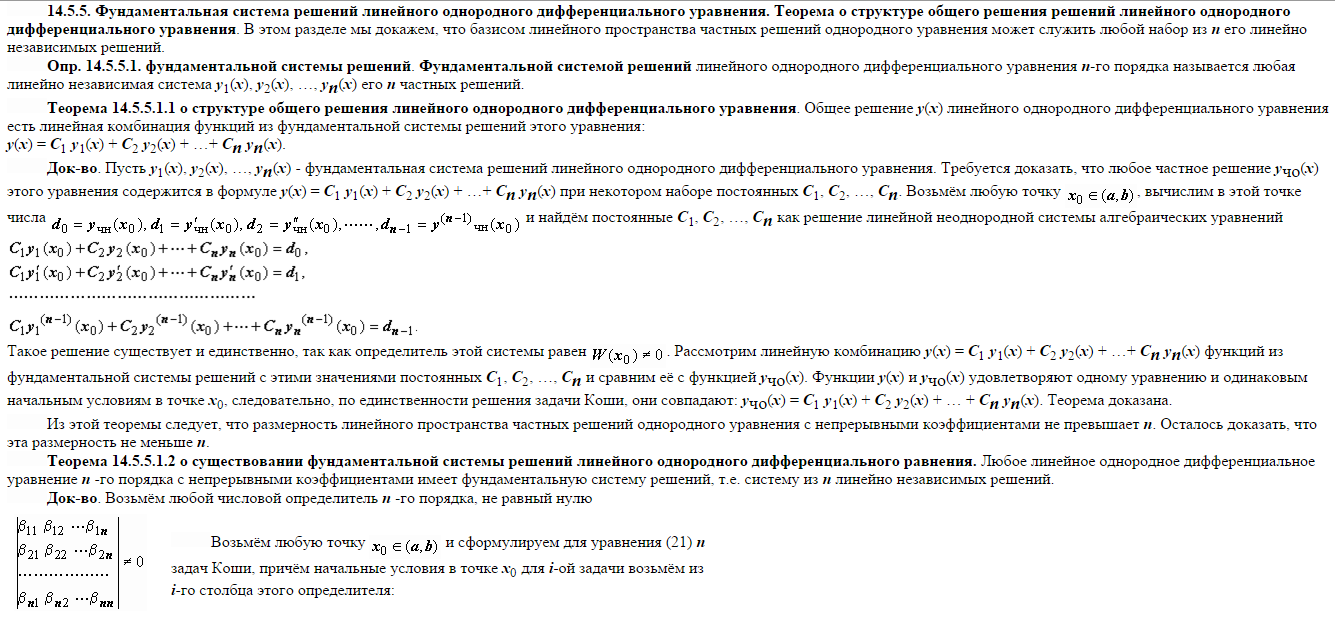 14.5.5. Фундаментальная система решений линейного однородного дифференциального уравнения. Теорема о структуре общего решения решений линейного однородного
дифференциального уравнения. В этом разделе мы докажем, что базисом линейного пространства частных решений однородного уравнения может служить любой набор из n его линейно
независимых решений.
Опр. 14.5.5.1. фундаментальной системы решений. Фундаментальной системой решений линейного однородного дифференциального уравнения n-го порядка называется любая
линейно независимая система y₁(x), y₂(x), …, yₙ(x) его n частных решений.
Теорема 14.5.5.1.1 о структуре общего решения линейного однородного дифференциального уравнения. Общее решение y(x) линейного однородного дифференциального уравнения
есть линейная комбинация функций из фундаментальной системы решений этого уравнения:
y(x) = C₁ y₁(x) + C₂ y₂(x) + …+ Cₙ yₙ(x).
Док-во. Пусть y₁(x), y₂(x), …, yₙ(x) - фундаментальная система решений линейного однородного дифференциального уравнения. Требуется доказать, что любое частное решение y_ЧО(x)
этого уравнения содержится в формуле y(x) = C₁ y₁(x) + C₂ y₂(x) + …+ Cₙ yₙ(x) при некотором наборе постоянных C₁, C₂, …, Cₙ. Возьмём любую точку x₀ ∈ (a, b), вычислим в этой точке
числа d₀ = y_чн(x₀), d₁ = y′_чн(x₀), d₂ = y″_чн(x₀),······, dₙ₋₁ = y⁽ⁿ⁻¹⁾_чн(x₀) и найдём постоянные C₁, C₂, …, Cₙ как решение линейной неоднородной системы алгебраических уравнений
C₁y₁(x₀) + C₂y₂(x₀) + ··· + Cₙyₙ(x₀) = d₀,
C₁y₁′(x₀) + C₂y₂′(x₀) + ··· + Cₙyₙ′(x₀) = d₁,
················································
C₁y₁⁽ⁿ⁻¹⁾(x₀) + C₂y₂⁽ⁿ⁻¹⁾(x₀) + ··· + Cₙyₙ⁽ⁿ⁻¹⁾(x₀) = dₙ₋₁.
Такое решение существует и единственно, так как определитель этой системы равен W(x₀) ≠ 0. Рассмотрим линейную комбинацию y(x) = C₁ y₁(x) + C₂ y₂(x) + …+ Cₙ yₙ(x) функций из
фундаментальной системы решений с этими значениями постоянных C₁, C₂, …, Cₙ и сравним её с функцией y_ЧО(x). Функции y(x) и y_ЧО(x) удовлетворяют одному уравнению и одинаковым
начальным условиям в точке x₀, следовательно, по единственности решения задачи Коши, они совпадают: y_ЧО(x) = C₁ y₁(x) + C₂ y₂(x) + … + Cₙ yₙ(x). Теорема доказана.
Из этой теоремы следует, что размерность линейного пространства частных решений однородного уравнения с непрерывными коэффициентами не превышает n. Осталось доказать, что
эта размерность не меньше n.
Теорема 14.5.5.1.2 о существовании фундаментальной системы решений линейного однородного дифференциального равнения. Любое линейное однородное дифференциальное
уравнение n -го порядка с непрерывными коэффициентами имеет фундаментальную систему решений, т.е. систему из n линейно независимых решений.
Док-во. Возьмём любой числовой определитель n -го порядка, не равный нулю
β₁₁ β₁₂ ···β₁ₙ
β₂₁ β₂₂ ···β₂ₙ
··················
βₙ₁ βₙ₂ ···βₙₙ
≠ 0
Возьмём любую точку x₀ ∈ (a, b) и сформулируем для уравнения (21) n
задач Коши, причём начальные условия в точке x₀ для i-ой задачи возьмём из
i-го столбца этого определителя: